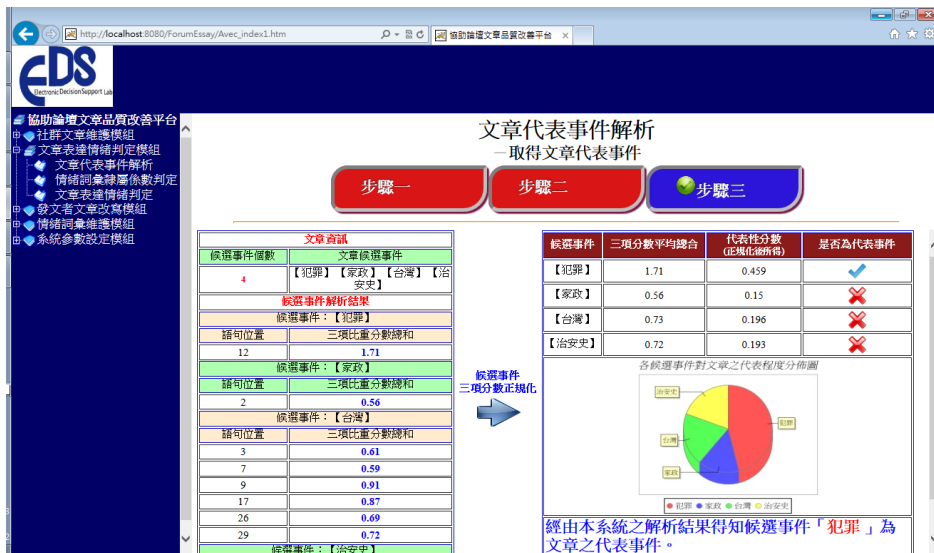 http://localhost:8080/ForumEssay/Avec_index1.htm
協助論壇文章品質改善平台
EDS
Electronic Decision Support Lab
協助論壇文章品質改善平台
社群文章維護模組
文章表達情緒判定模組
文章代表事件解析
情緒詞彙隸屬係數判定
文章表達情緒判定
發文者文章改寫模組
情緒詞彙維護模組
系統參數設定模組
文章代表事件解析
－取得文章代表事件
步驟一
步驟二
步驟三
文章資訊
候選事件個數 文章候選事件
4 【犯罪】【家政】【台灣】【治安史】
候選事件解析結果
候選事件：【犯罪】
語句位置 三項比重分數總和
12 1.71
候選事件：【家政】
語句位置 三項比重分數總和
2 0.56
候選事件：【台灣】
語句位置 三項比重分數總和
3 0.61
7 0.59
9 0.91
17 0.87
26 0.69
29 0.72
候選事件：【治安史】
候選事件
三項分數正規化
候選事件 三項分數平均總合 代表性分數 (正規化後所得) 是否為代表事件
【犯罪】 1.71 0.459
【家政】 0.56 0.15
【台灣】 0.73 0.196
【治安史】 0.72 0.193
各候選事件對文章之代表程度分佈圖
治安史
犯罪
台灣
家政
犯罪 家政 台灣 治安史
經由本系統之解析結果得知候選事件「犯罪」為
文章之代表事件。